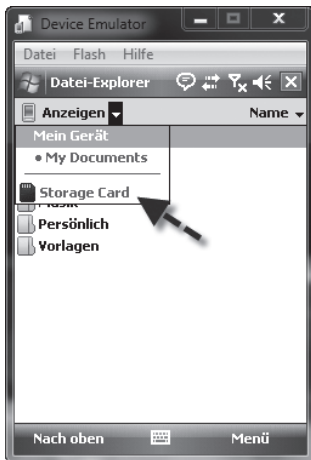 Device Emulator
Datei Flash Hilfe
Datei-Explorer
Anzeigen Name
Mein Gerät
My Documents
Storage Card
Musik
Persönlich
Vorlagen
Nach oben Menü